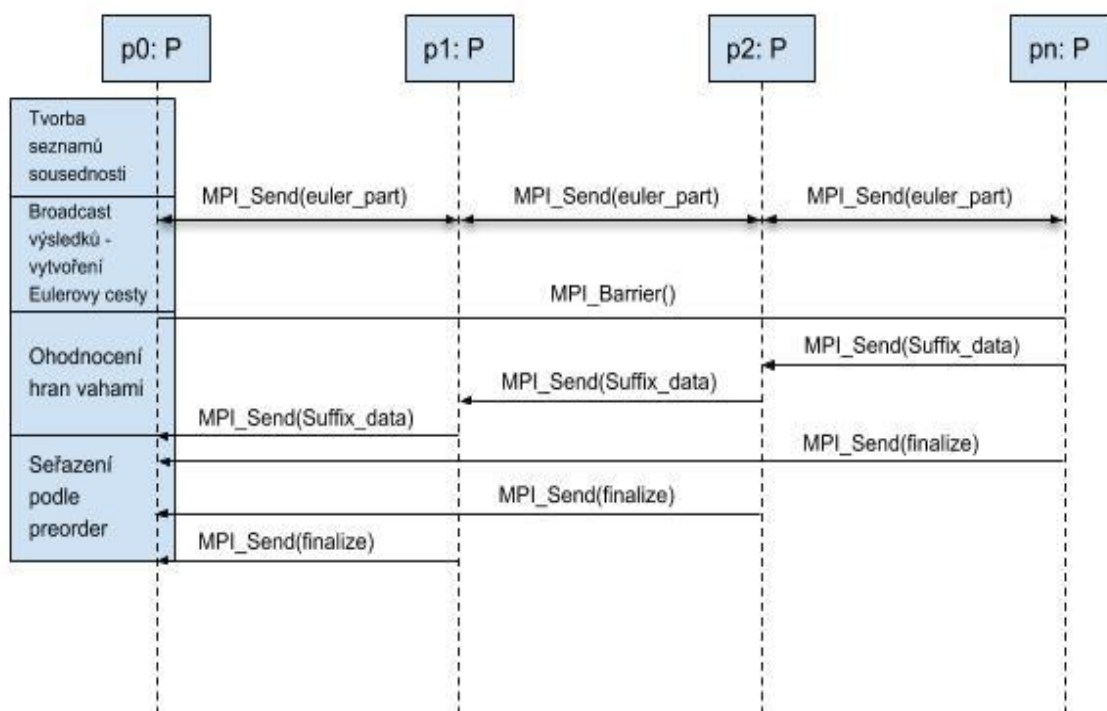 p0: P
p1: P
p2: P
pn: P
Tvorba
seznamů
sousednosti
MPI_Send(euler_part)
MPI_Send(euler_part)
MPI_Send(euler_part)
Broadcast
výsledků -
vytvoření
Eulerovy cesty
MPI_Barrier()
Ohodnocení
hran vahami
MPI_Send(Suffix_data)
MPI_Send(Suffix_data)
MPI_Send(Suffix_data)
Seřazení
podle
preorder
MPI_Send(finalize)
MPI_Send(finalize)
MPI_Send(finalize)